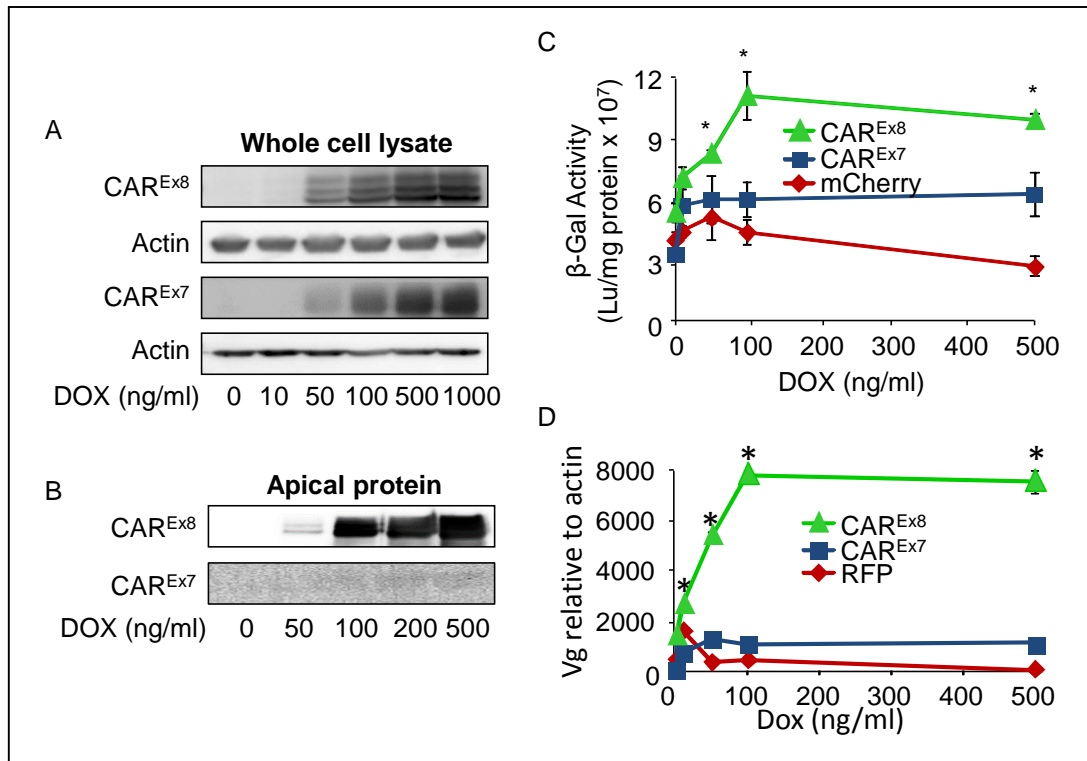 A
Whole cell lysate
CAR^Ex8
Actin
CAR^Ex7
Actin
DOX (ng/ml) 0 10 50 100 500 1000
B
Apical protein
CAR^Ex8
CAR^Ex7
DOX (ng/ml) 0 50 100 200 500
C
β-Gal Activity
(Lu/mg protein x 10⁷)
12
9
6
3
0
* * *
CAR^Ex8
CAR^Ex7
mCherry
0 100 200 300 400 500
DOX (ng/ml)
D
Vg relative to actin
8000
6000
4000
2000
0
* * * *
CAR^Ex8
CAR^Ex7
RFP
0 100 200 300 400 500
Dox (ng/ml)